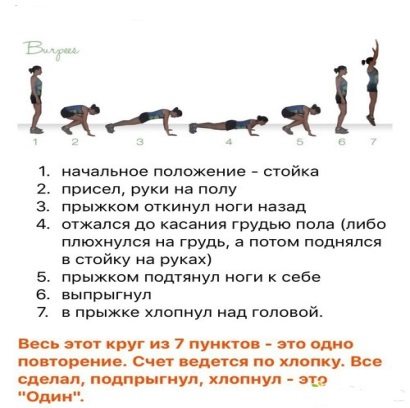 Burpees
1 2 3 4 5 6 7
1. начальное положение - стойка
2. присел, руки на полу
3. прыжком откинул ноги назад
4. отжался до касания грудью пола (либо
плюхнулся на грудь, а потом поднялся
в стойку на руках)
5. прыжком подтянул ноги к себе
6. выпрыгнул
7. в прыжке хлопнул над головой.
Весь этот круг из 7 пунктов - это одно
повторение. Счет ведется по хлопку. Все
сделал, подпрыгнул, хлопнул - это
"Один".